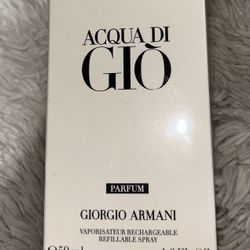 ACQUA DI
GIÒ
PARFUM
GIORGIO ARMANI
VAPORISATEUR RECHARGEABLE
REFILLABLE SPRAY